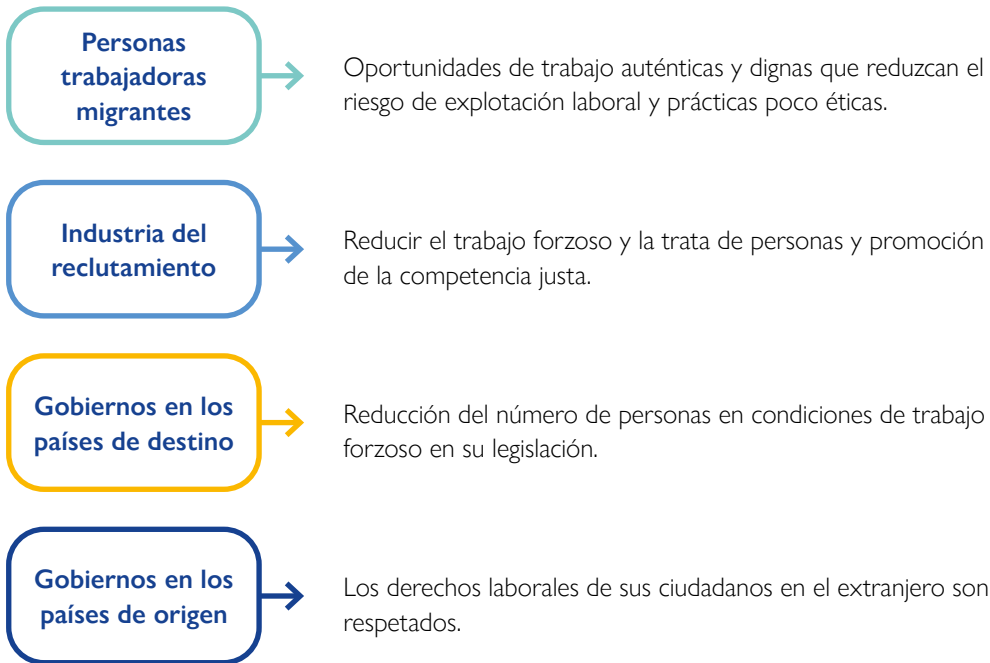 Personas
trabajadoras
migrantes
Oportunidades de trabajo auténticas y dignas que reduzcan el
riesgo de explotación laboral y prácticas poco éticas.
Industria del
reclutamiento
Reducir el trabajo forzoso y la trata de personas y promoción
de la competencia justa.
Gobiernos en los
países de destino
Reducción del número de personas en condiciones de trabajo
forzoso en su legislación.
Gobiernos en los
países de origen
Los derechos laborales de sus ciudadanos en el extranjero son
respetados.